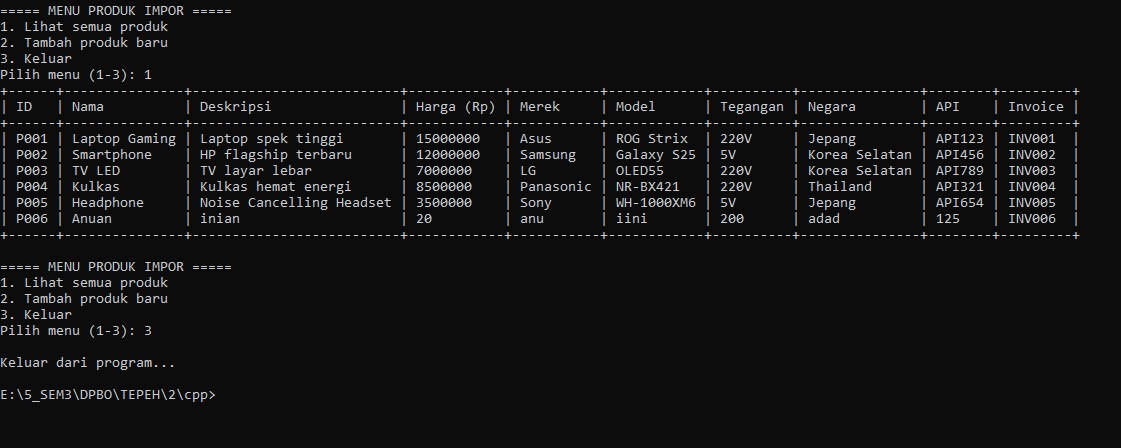 ===== MENU PRODUK IMPOR =====
1. Lihat semua produk
2. Tambah produk baru
3. Keluar
Pilih menu (1-3): 1
+------+---------------+--------------------------+------------+-----------+-------------+----------+----------------+--------+---------+
| ID   | Nama          | Deskripsi                | Harga (Rp) | Merek     | Model       | Tegangan | Negara         | API    | Invoice |
+------+---------------+--------------------------+------------+-----------+-------------+----------+----------------+--------+---------+
| P001 | Laptop Gaming | Laptop spek tinggi       | 15000000   | Asus      | ROG Strix   | 220V     | Jepang         | API123 | INV001  |
| P002 | Smartphone    | HP flagship terbaru      | 12000000   | Samsung   | Galaxy S25  | 5V       | Korea Selatan  | API456 | INV002  |
| P003 | TV LED        | TV layar lebar           | 7000000    | LG        | OLED55      | 220V     | Korea Selatan  | API789 | INV003  |
| P004 | Kulkas        | Kulkas hemat energi      | 8500000    | Panasonic | NR-BX421    | 220V     | Thailand       | API321 | INV004  |
| P005 | Headphone     | Noise Cancelling Headset | 3500000    | Sony      | WH-1000XM6  | 5V       | Jepang         | API654 | INV005  |
| P006 | Anuan         | inian                    | 20         | anu       | iini        | 200      | adad           | 125    | INV006  |
+------+---------------+--------------------------+------------+-----------+-------------+----------+----------------+--------+---------+
===== MENU PRODUK IMPOR =====
1. Lihat semua produk
2. Tambah produk baru
3. Keluar
Pilih menu (1-3): 3
Keluar dari program...
E:\5_SEM3\DPBO\TEPEH\2\cpp>